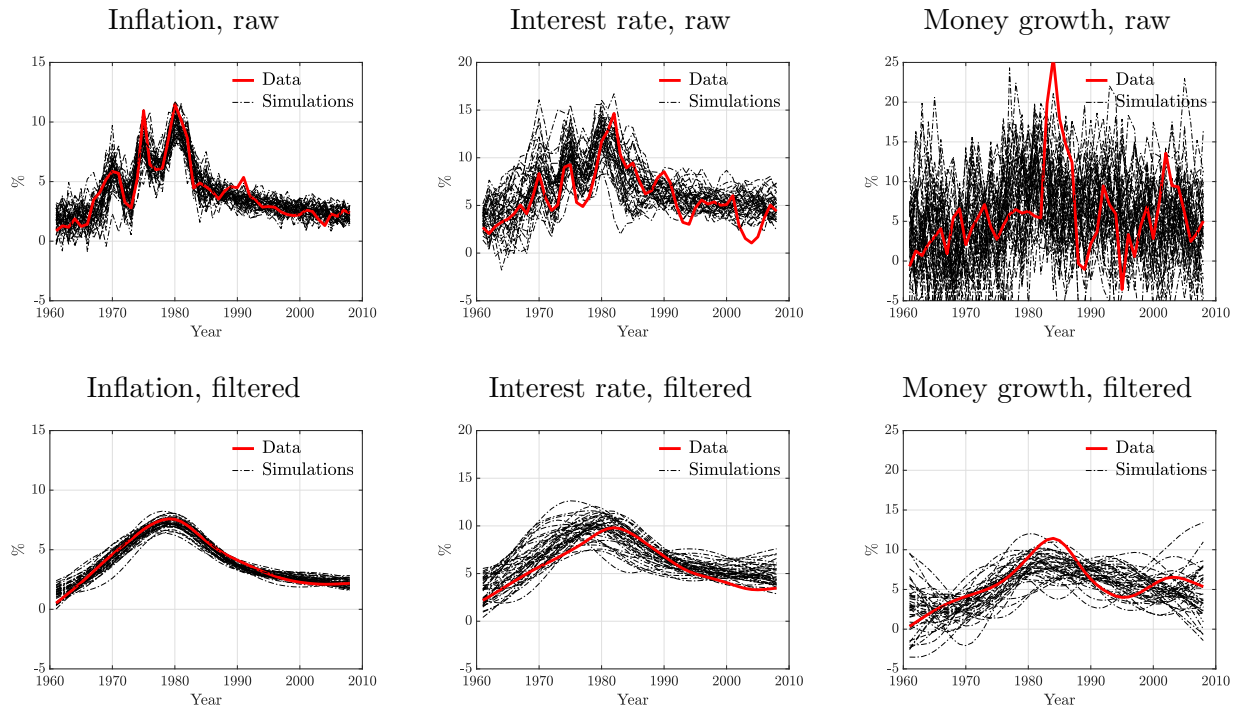 Inflation, raw
15
10
5
0
-5
%
1960 1970 1980 1990 2000 2010
Year
Data
Simulations
Interest rate, raw
20
15
10
5
0
-5
%
1960 1970 1980 1990 2000 2010
Year
Data
Simulations
Money growth, raw
25
20
15
10
5
0
-5
%
1960 1970 1980 1990 2000 2010
Year
Data
Simulations
Inflation, filtered
15
10
5
0
-5
%
1960 1970 1980 1990 2000 2010
Year
Data
Simulations
Interest rate, filtered
20
15
10
5
0
-5
%
1960 1970 1980 1990 2000 2010
Year
Data
Simulations
Money growth, filtered
25
20
15
10
5
0
-5
%
1960 1970 1980 1990 2000 2010
Year
Data
Simulations